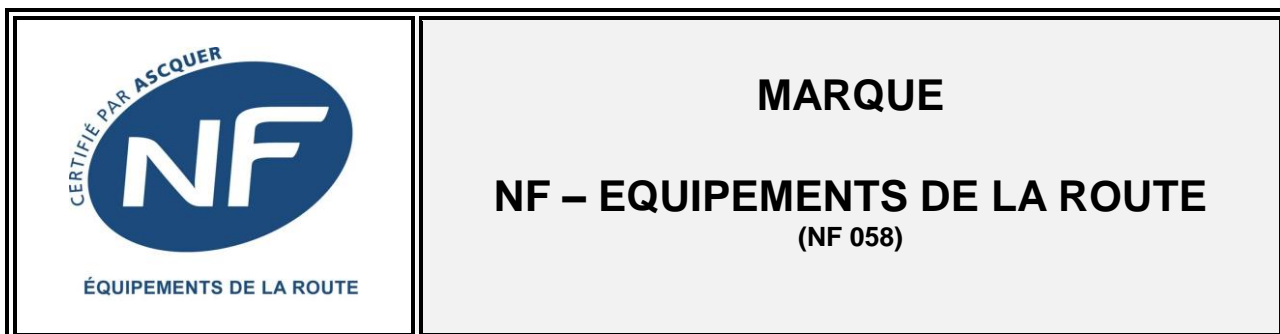 CERTIFIÉ PAR ASCQUER
NF
ÉQUIPEMENTS DE LA ROUTE
MARQUE
NF – EQUIPEMENTS DE LA ROUTE
(NF 058)